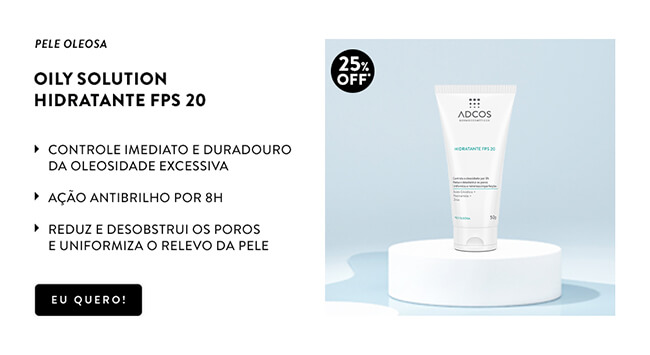 PELE OLEOSA
OILY SOLUTION
HIDRATANTE FPS 20
CONTROLE IMEDIATO E DURADOURO
DA OLEOSIDADE EXCESSIVA
AÇÃO ANTIBRILHO POR 8H
REDUZ E DESOBSTRUI OS POROS
E UNIFORMIZA O RELEVO DA PELE
EU QUERO!
25%
OFF*
ADCOS
HIDRATANTE FPS 20
50g